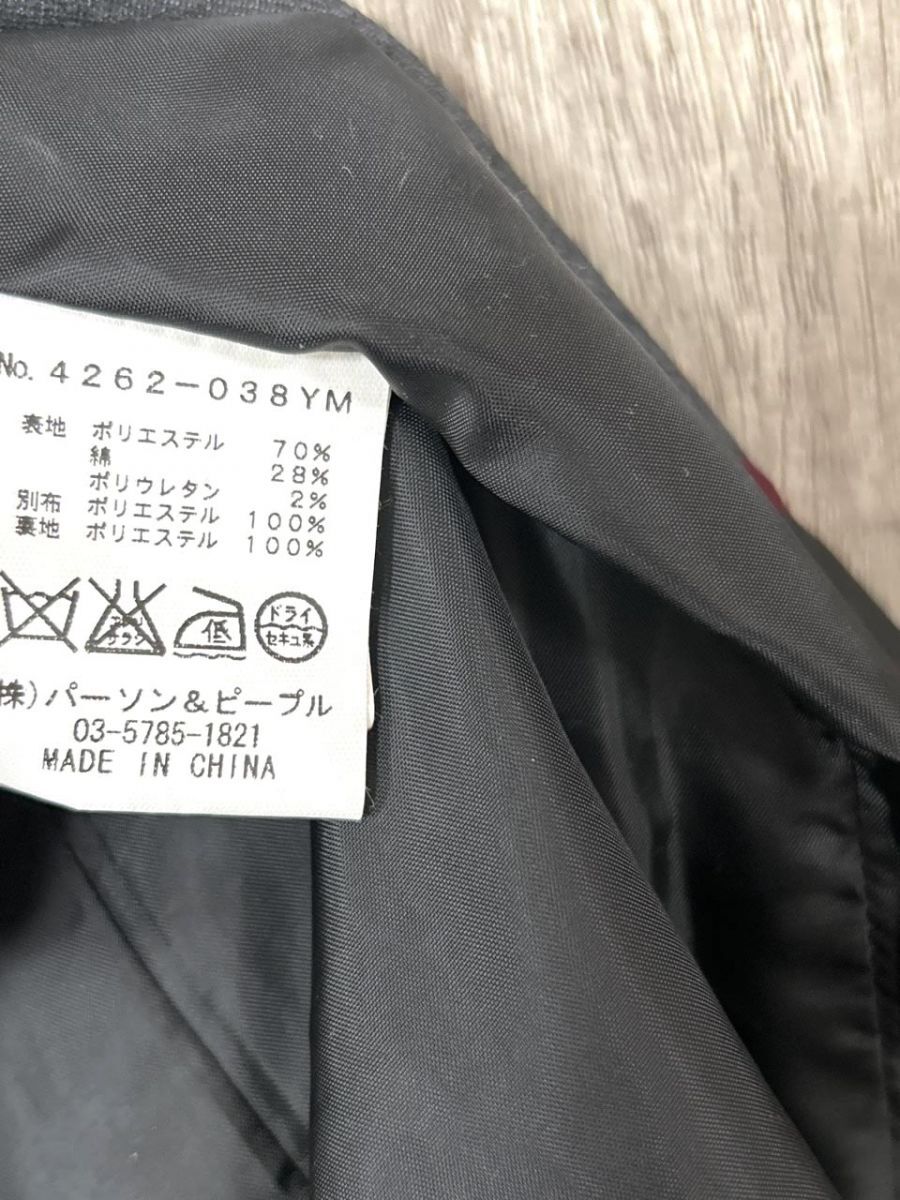 No. 4262-038YM
表地 ポリエステル 70%
綿 28%
ポリウレタン 2%
別布 ポリエステル 100%
裏地 ポリエステル 100%
低
ドライ
セキュ系
株)パーソン&ピープル
03-5785-1821
MADE IN CHINA